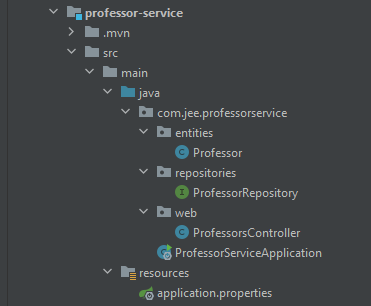 professor-service
.mvn
src
main
java
com.jee.professorservice
entities
Professor
repositories
ProfessorRepository
web
ProfessorsController
ProfessorServiceApplication
resources
application.properties